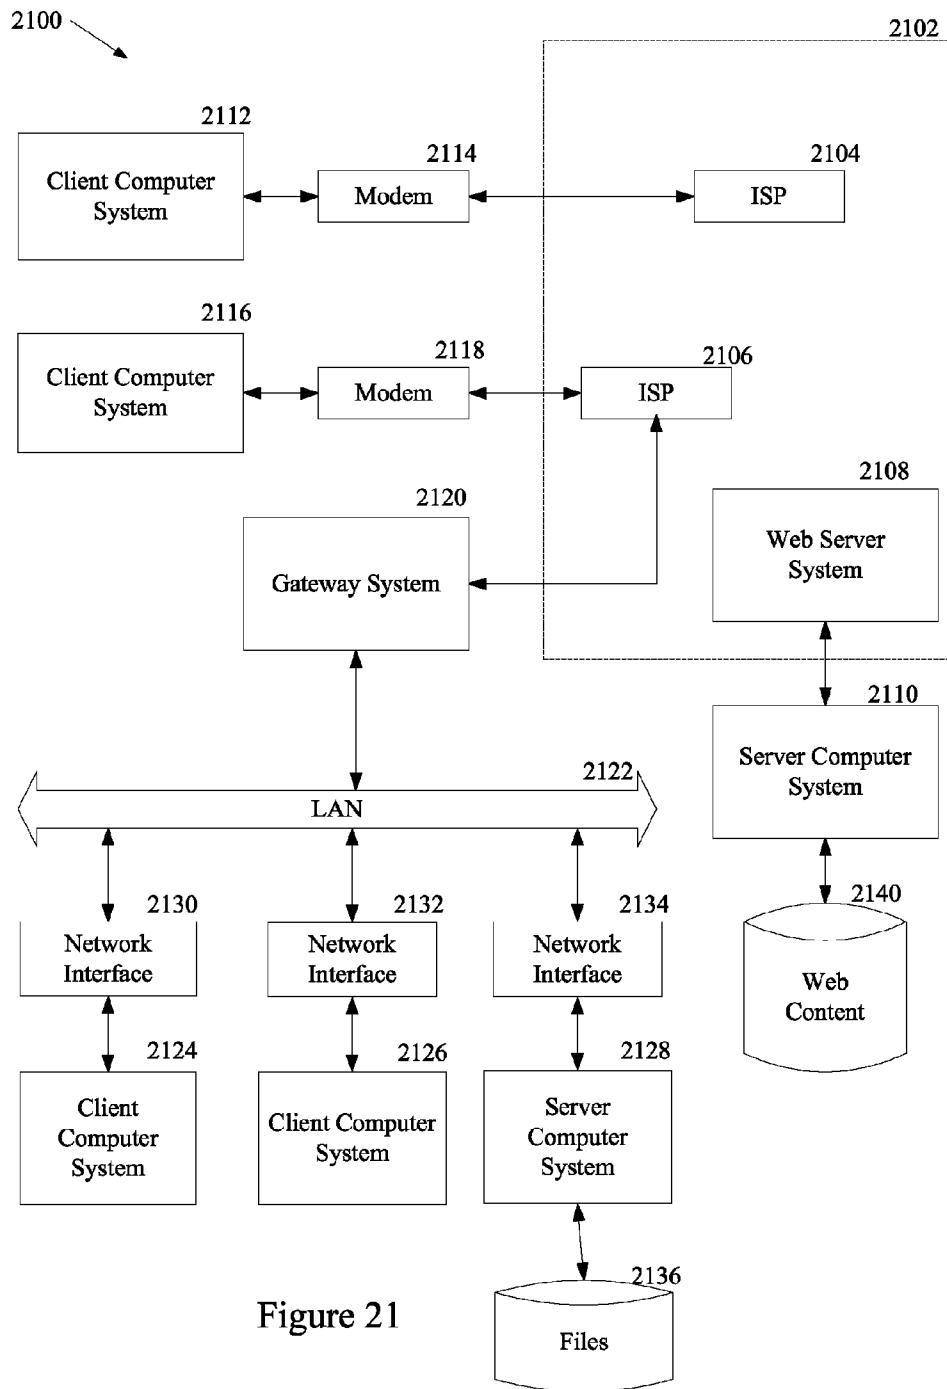 2100
2102
2112
Client Computer
System
2114
Modem
2104
ISP
2116
Client Computer
System
2118
Modem
2106
ISP
2120
Gateway System
2108
Web Server
System
2110
Server Computer
System
2122
LAN
2140
Web
Content
2130
Network
Interface
2132
Network
Interface
2134
Network
Interface
2124
Client
Computer
System
2126
Client Computer
System
2128
Server
Computer
System
2136
Files
Figure 21